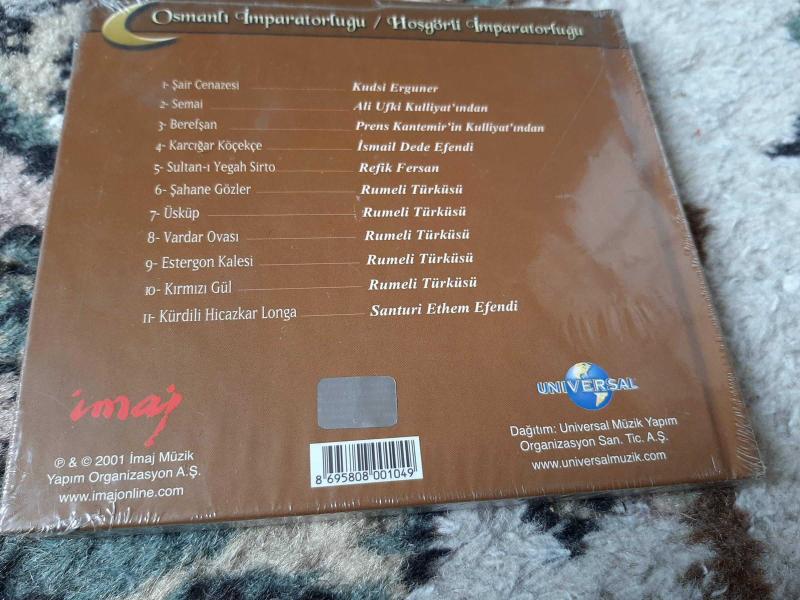 Osmanlı İmparatorluğu / Hoşgörü İmparatorluğu
1- Şair Cenazesi Kudsi Erguner
2- Semai Ali Ufki Kulliyat'ından
3- Berefşan Prens Kantemir'in Kulliyat'ından
4- Karcığar Köçekçe İsmail Dede Efendi
5- Sultan-ı Yegah Sirto Refik Fersan
6- Şahane Gözler Rumeli Türküsü
7- Üsküp Rumeli Türküsü
8- Vardar Ovası Rumeli Türküsü
9- Estergon Kalesi Rumeli Türküsü
10- Kırmızı Gül Rumeli Türküsü
11- Kürdili Hicazkar Longa Santuri Ethem Efendi
imaj
℗ & © 2001 İmaj Müzik
Yapım Organizasyon A.Ş.
www.imajonline.com
8 695808 001049
UNIVERSAL
Dağıtım: Universal Müzik Yapım
Organizasyon San. Tic. A.Ş.
www.universalmuzik.com